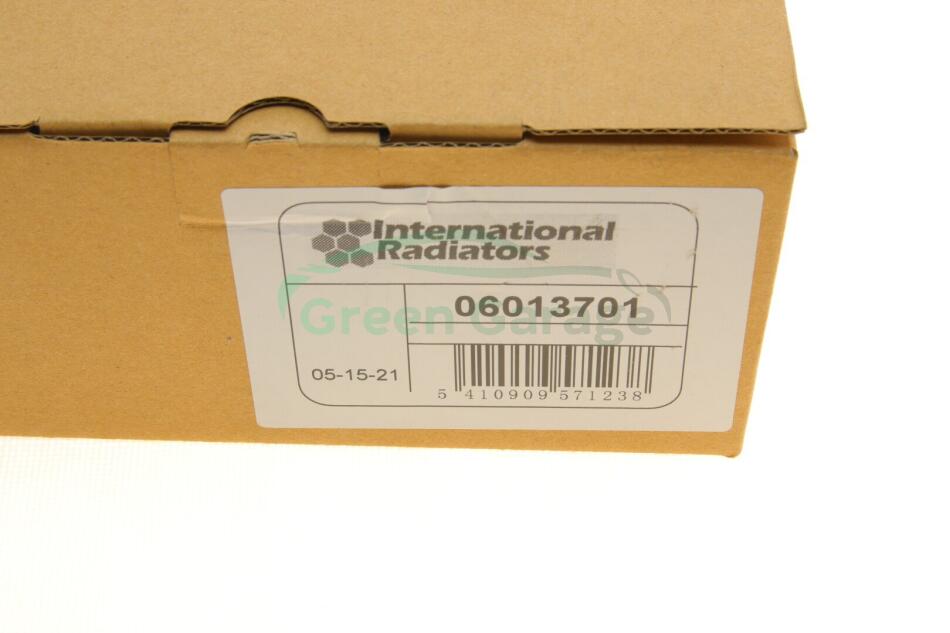 International
Radiators
06013701
Green Garage
05-15-21
5 410909 571238